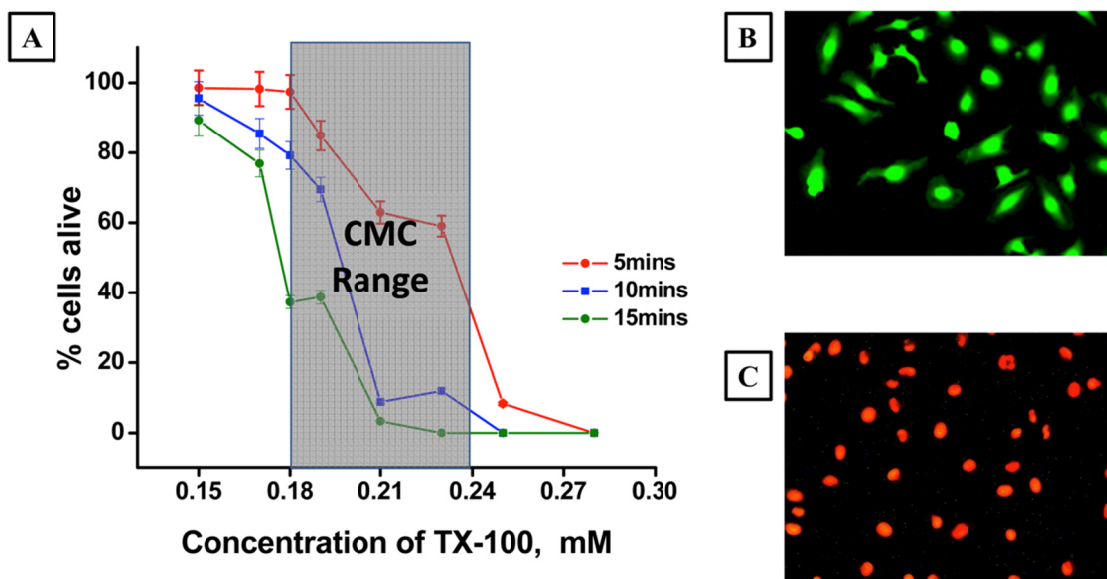 A
% cells alive
100
80
60
40
20
0
CMC
Range
5mins
10mins
15mins
0.15
0.18
0.21
0.24
0.27
0.30
Concentration of TX-100, mM
B
C